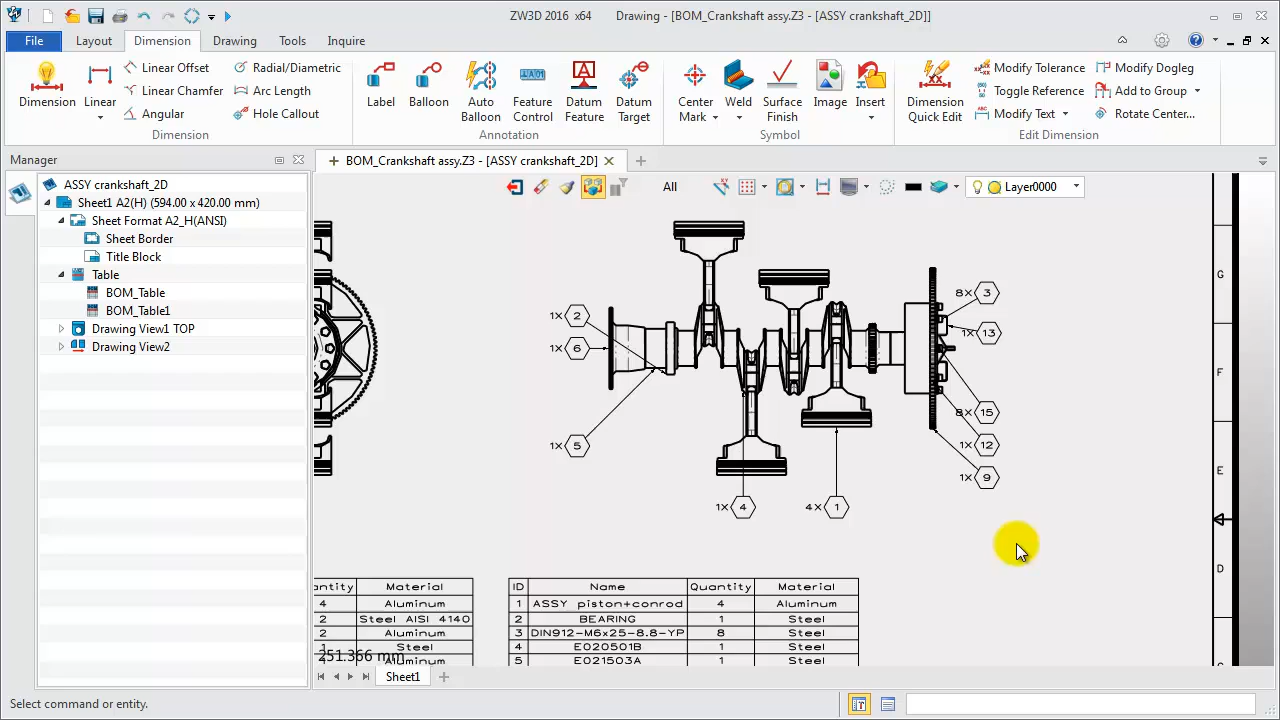 ZW3D 2016 x64 Drawing - [BOM_Crankshaft assy.Z3 - [ASSY crankshaft_2D]]
File Layout Dimension Drawing Tools Inquire
Dimension
Linear
Linear Offset
Linear Chamfer
Angular
Radial/Diametric
Arc Length
Hole Callout
Dimension
Label
Balloon
Auto Balloon
Feature Control
Datum Feature
Datum Target
Annotation
Center Mark
Weld
Surface Finish
Image
Insert
Symbol
Dimension Quick Edit
Modify Tolerance
Toggle Reference
Modify Text
Modify Dogleg
Add to Group
Rotate Center...
Edit Dimension
Manager
BOM_Crankshaft assy.Z3 - [ASSY crankshaft_2D]
All
Layer0000
ASSY crankshaft_2D
Sheet1 A2(H) (594.00 x 420.00 mm)
Sheet Format A2_H(ANSI)
Sheet Border
Title Block
Table
BOM_Table
BOM_Table1
Drawing View1 TOP
Drawing View2
1X 2
1X 6
1X 5
1X 4
4X 1
8X 3
1X 13
8X 15
1X 12
1X 9
G
F
E
D
Material
4 Aluminum
2 Steel AISI 4140
2 Aluminum
1 Steel
ID Name Quantity Material
1 ASSY piston+conrod 4 Aluminum
2 BEARING 1 Steel
3 DIN912-M6x25-8.8-YP 8 Steel
4 E020501B 1 Steel
5 E021503A 1 Steel
251.366 mm
Sheet1
Select command or entity.